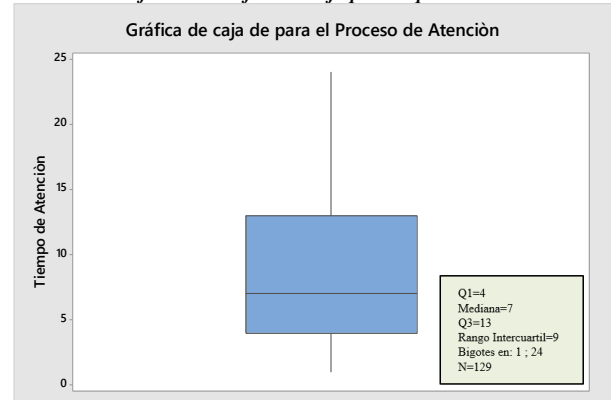 Gráfica de caja de para el Proceso de Atenciòn
25
20
15
10
5
0
Tiempo de Atenciòn
Q1=4
Mediana=7
Q3=13
Rango Intercuartil=9
Bigotes en: 1 ; 24
N=129